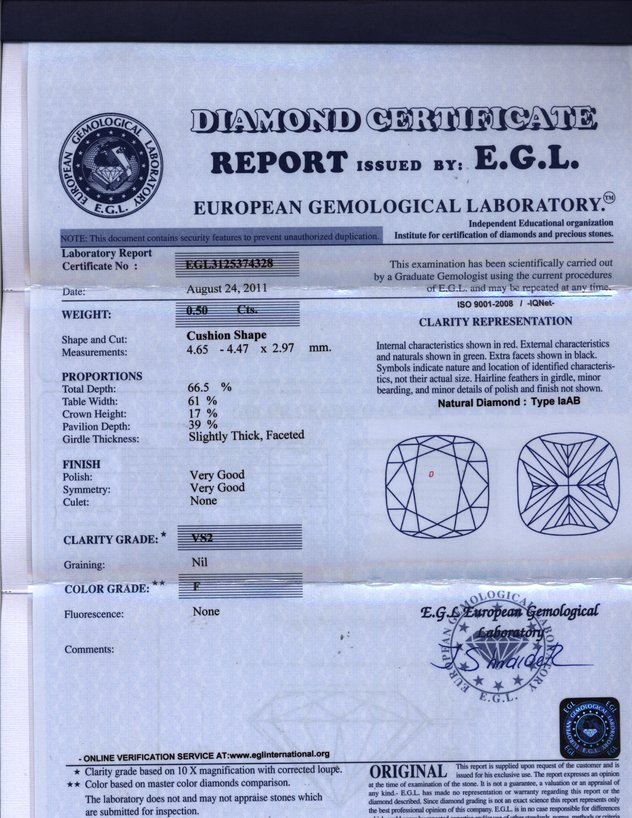 DIAMOND CERTIFICATE
REPORT ISSUED BY: E.G.L.
EUROPEAN GEMOLOGICAL LABORATORY.™
EUROPEAN GEMOLOGICAL LABORATORY
E.G.L.
Independent Educational organization
Institute for certification of diamonds and precious stones.
NOTE: This document contains security features to prevent unauthorized duplication.
Laboratory Report
Certificate No : EGL3125374328
Date: August 24, 2011
WEIGHT: 0.50 Cts.
Shape and Cut: Cushion Shape
Measurements: 4.65 - 4.47 x 2.97 mm.
PROPORTIONS
Total Depth: 66.5 %
Table Width: 61 %
Crown Height: 17 %
Pavilion Depth: 39 %
Girdle Thickness: Slightly Thick, Faceted
FINISH
Polish: Very Good
Symmetry: Very Good
Culet: None
CLARITY GRADE:* VS2
Graining: Nil
COLOR GRADE:** F
Fluorescence: None
Comments:
This examination has been scientifically carried out
by a Graduate Gemologist using the current procedures
of E.G.L. and may be repeated at any time.
ISO 9001-2008 / -IQNet-
CLARITY REPRESENTATION
Internal characteristics shown in red. External characteristics
and naturals shown in green. Extra facets shown in black.
Symbols indicate nature and location of identified characteris-
tics, not their actual size. Hairline feathers in girdle, minor
bearding, and minor details of polish and finish not shown.
Natural Diamond : Type IaAB
E.G.L European Gemological
Laboratory
EUROPEAN GEMOLOGICAL LABORATORY
E.G.L.
- ONLINE VERIFICATION SERVICE AT:www.eglinternational.org
★ Clarity grade based on 10 X magnification with corrected loupe.
★★ Color based on master color diamonds comparison.
The laboratory does not and may not appraise stones which
are submitted for inspection.
EGL EGL
ORIGINAL This report is supplied upon request of the customer and is
issued for his exclusive use. The report expresses an opinion
at the time of examination of the stone. It is not a guarantee, a valuation or an appraisal of
any kind.- E.G.L. has made no representation or warranty regarding this report or the
diamond described. Since diamond grading is not an exact science this report represents only
the best professional opinion of this company. E.G.L. is in no case responsible for differences